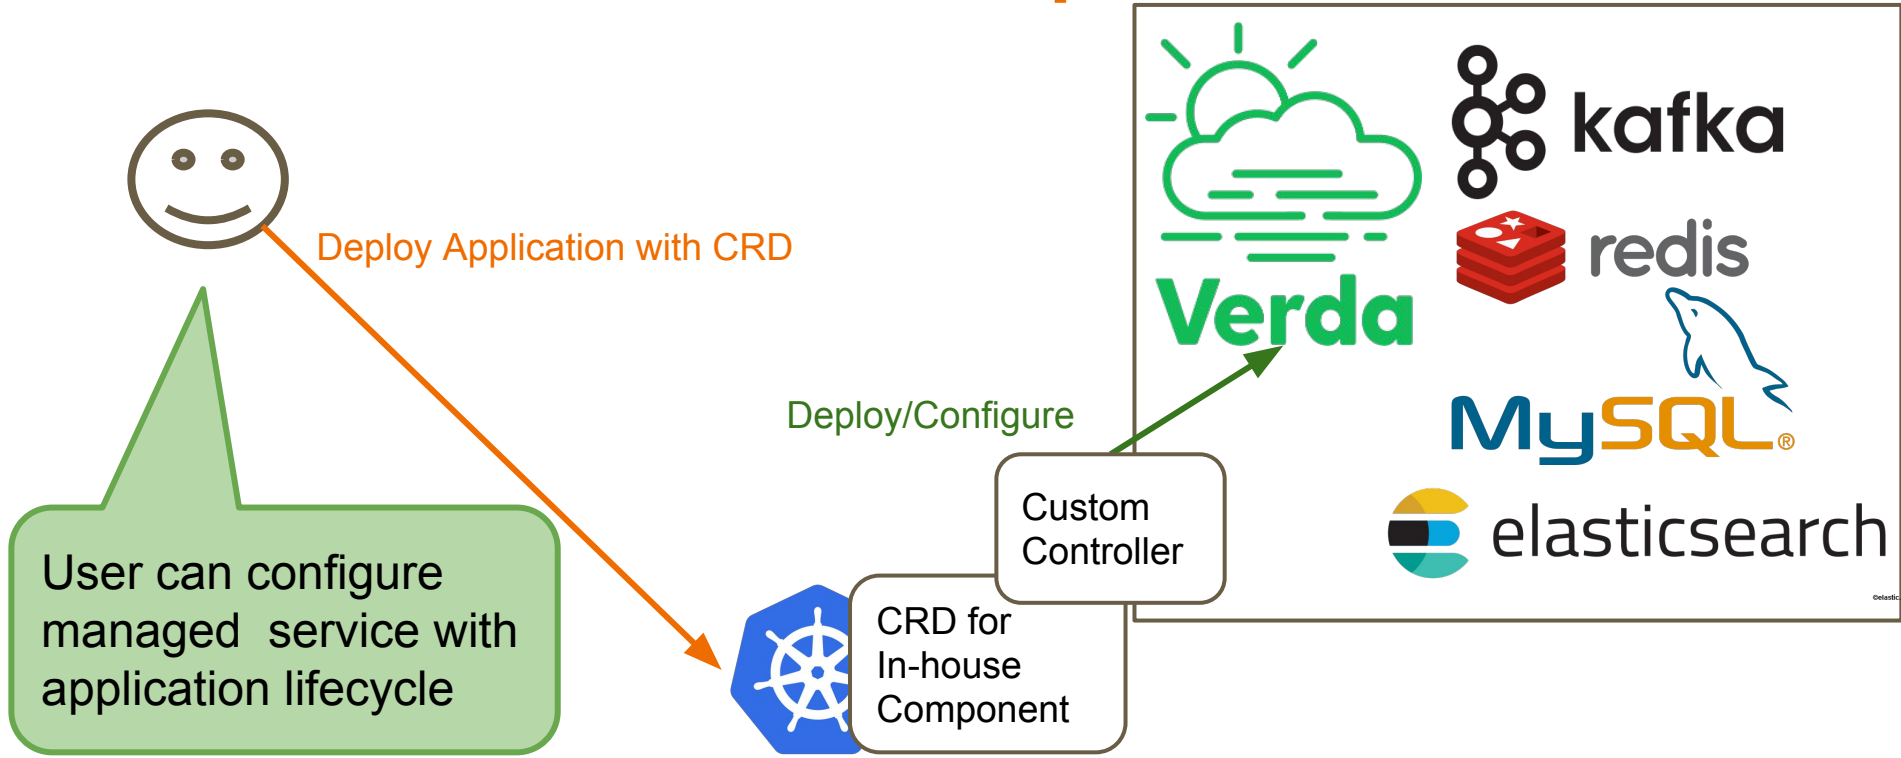 Deploy Application with CRD
User can configure
managed service with
application lifecycle
Deploy/Configure
Custom
Controller
CRD for
In-house
Component
Verda
kafka
redis
MySQL®
elasticsearch
©elastic.